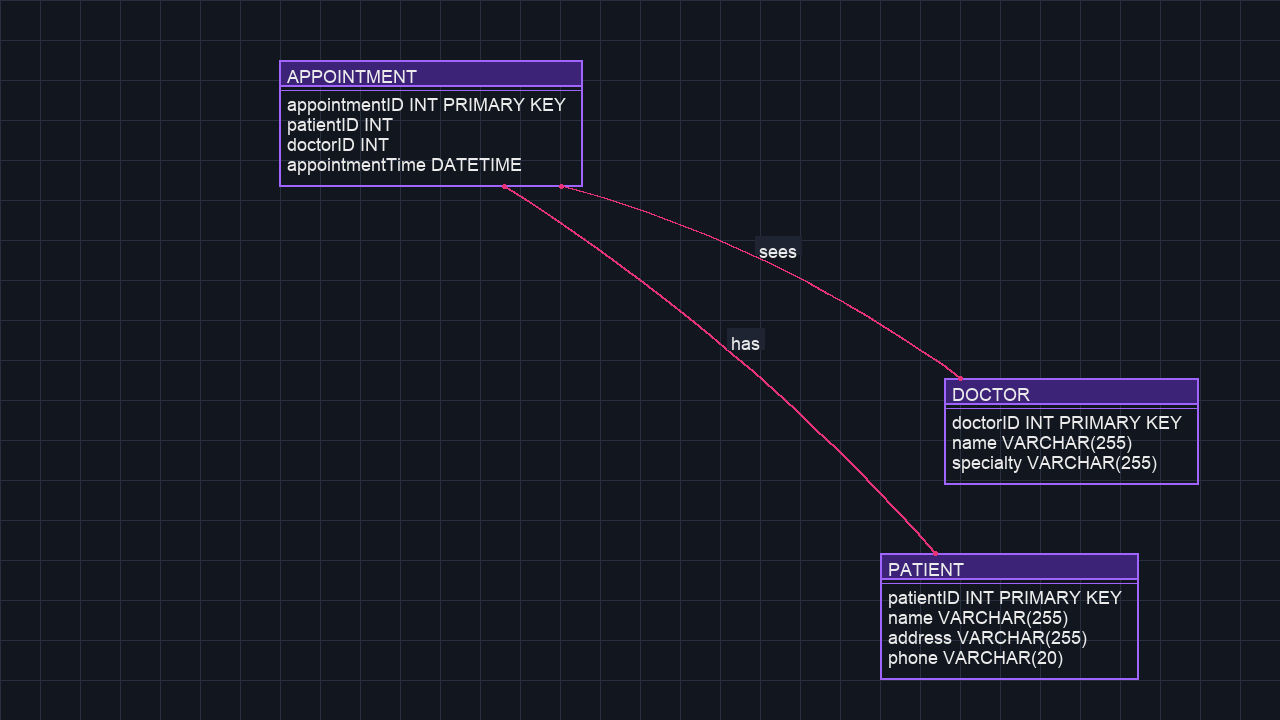 APPOINTMENT
appointmentID INT PRIMARY KEY
patientID INT
doctorID INT
appointmentTime DATETIME
sees
has
DOCTOR
doctorID INT PRIMARY KEY
name VARCHAR(255)
specialty VARCHAR(255)
PATIENT
patientID INT PRIMARY KEY
name VARCHAR(255)
address VARCHAR(255)
phone VARCHAR(20)